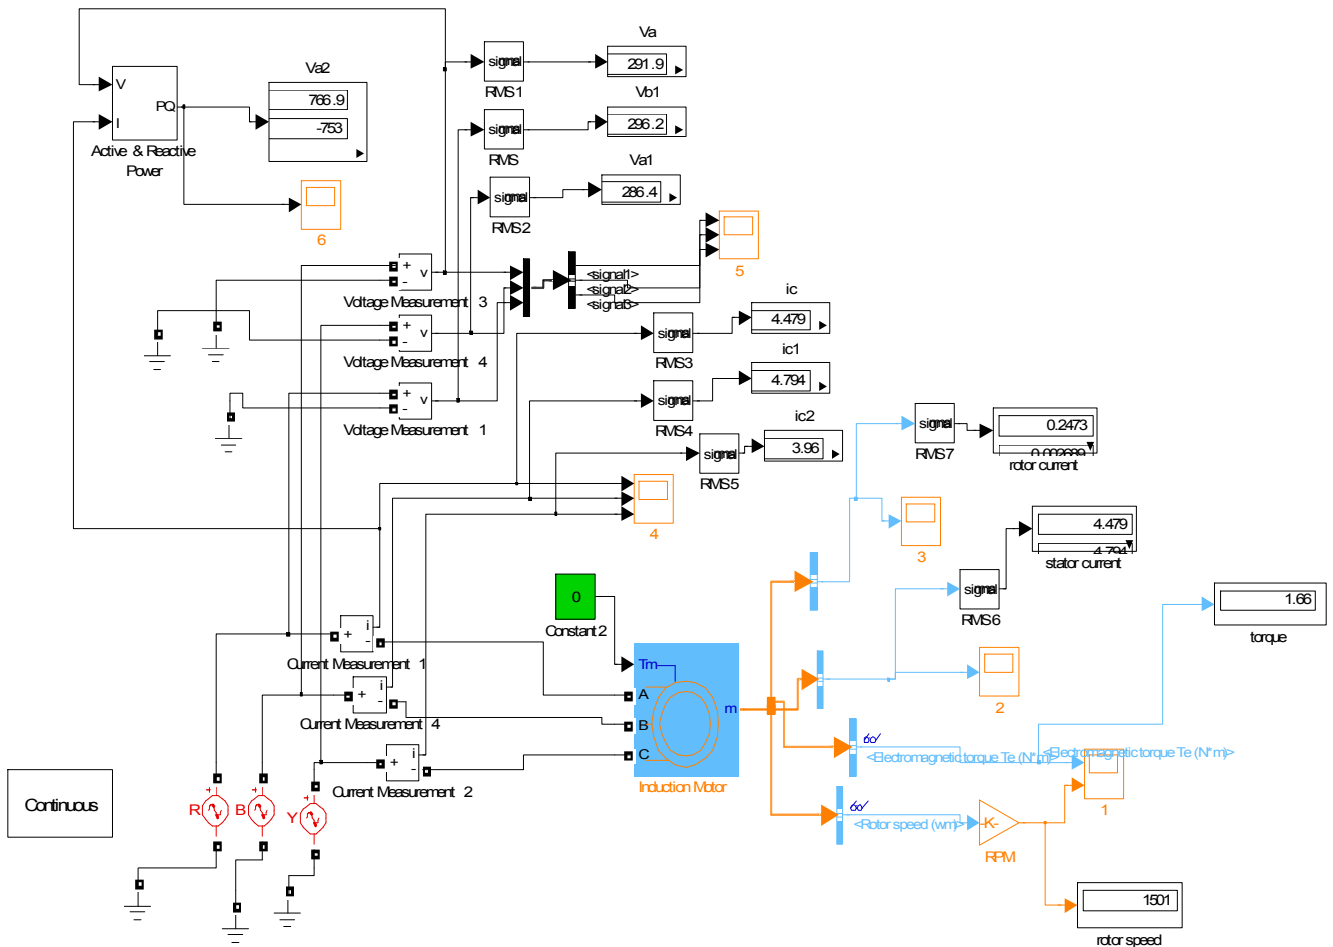 Va
signal
291.9
RMS1
Va2
V
PQ
766.9
I
-753
Active & Reactive
Power
Vb1
signal
296.2
RMS
Va1
signal
286.4
RMS2
6
5
+
-
v
Voltage Measurement 3
<signal1>
<signal2>
<signal3>
+
-
v
Voltage Measurement 4
ic
signal
4.479
RMS3
ic1
signal
4.794
RMS4
+
-
v
Voltage Measurement 1
ic2
signal
3.96
RMS5
signal
RMS7
0.2473
rotor current
4
3
4.479
4.794
stator current
signal
RMS6
0
Constant 2
1.66
torque
+
i
-
Current Measurement 1
+
i
-
Current Measurement 4
+
i
-
Current Measurement 2
Tm
A
B
C
m
Induction Motor
2
<Electromagnetic torque Te (N*m)>
<Electromagnetic torque Te (N*m)>
1
<Rotor speed (wm)>
-K-
RPM
Continuous
R
B
Y
1501
rotor speed